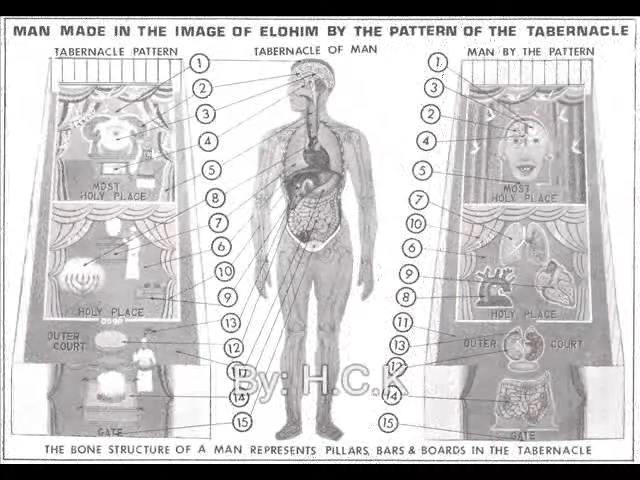 MAN MADE IN THE IMAGE OF ELOHIM BY THE PATTERN OF THE TABERNACLE
TABERNACLE PATTERN
TABERNACLE OF MAN
MAN BY THE PATTERN
1
2
3
4
5
8
7
6
10
9
13
12
11
14
15
MOST
HOLY PLACE
HOLY PLACE
OUTER
COURT
GATE
1
3
2
4
5
7
10
6
9
8
11
13
12
14
15
MOST
HOLY PLACE
HOLY PLACE
OUTER COURT
GATE
By: H.C.K
THE BONE STRUCTURE OF A MAN REPRESENTS PILLARS, BARS & BOARDS IN THE TABERNACLE